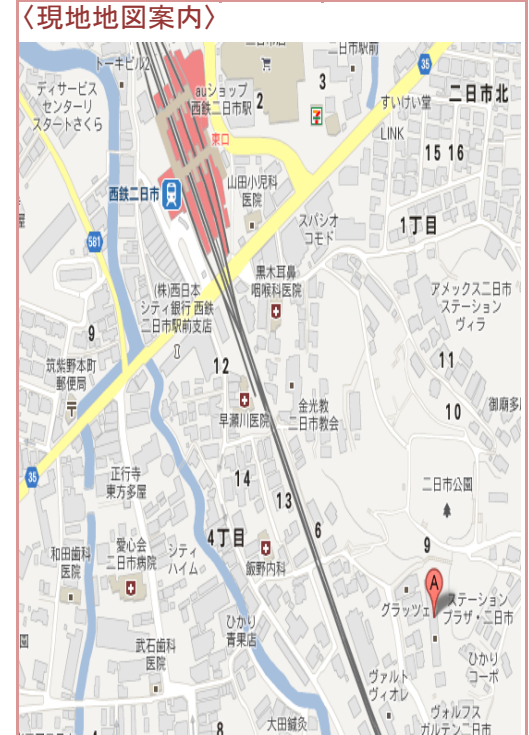 〈現地地図案内〉
トーキビル2
二日市駅前
35
auショップ
西鉄二日市駅
2
3
ディサービス
センターリ
スタートさくら
すいけい堂
二日市北
LINK
東口
15 16
山田小児科
医院
西鉄二日市
スパシオ
コモド
1丁目
581
黒木耳鼻
咽喉科医院
(株)西日本
シティ銀行 西鉄
二日市駅前支店
アメックス二日市
ステーション
ヴィラ
9
筑紫野本町
郵便局
12
11
早瀬川医院
金光教
二日市教会
10
御廟多
35
正行寺
東方多屋
14
13
二日市公園
4丁目
6
9
和田歯科
医院
愛心会
二日市病院
シティ
ハイム
飯野内科
A
グラッツェ
ステーション
プラザ・二日市
ひかり
青果店
園
武石歯科
医院
ひかり
コーポ
ヴァルト
ヴィオレ
ヴォルフス
ガルテン二日市
8
大田鍼灸